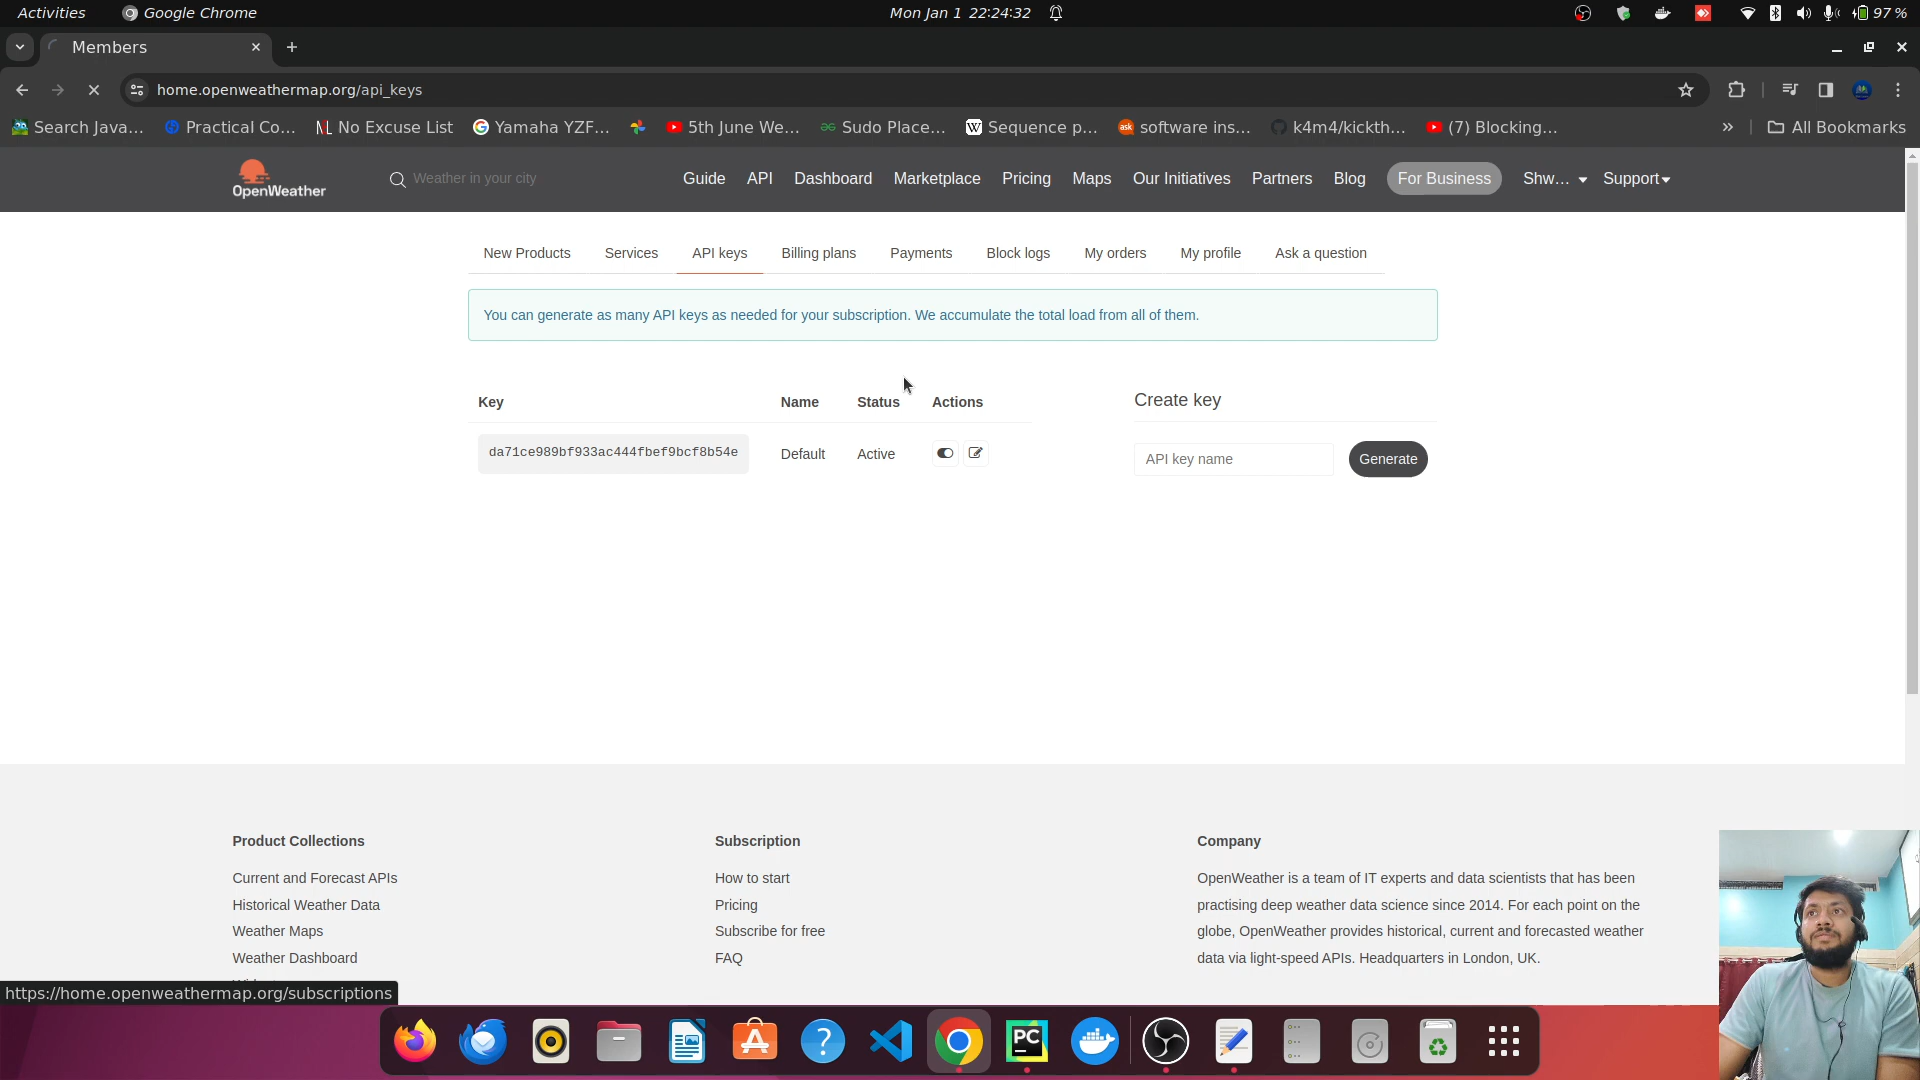 Activities Google Chrome Mon Jan 1 22:24:32 97 %
Members
home.openweathermap.org/api_keys
Search Java... Practical Co... No Excuse List Yamaha YZF... 5th June We... Sudo Place... Sequence p... software ins... k4m4/kickth... (7) Blocking... » All Bookmarks
OpenWeather Weather in your city Guide API Dashboard Marketplace Pricing Maps Our Initiatives Partners Blog For Business Shw... Support
New Products Services API keys Billing plans Payments Block logs My orders My profile Ask a question
You can generate as many API keys as needed for your subscription. We accumulate the total load from all of them.
Key Name Status Actions Create key
da71ce989bf933ac444fbef9bcf8b54e Default Active API key name Generate
Product Collections Subscription Company
Current and Forecast APIs How to start OpenWeather is a team of IT experts and data scientists that has been
Historical Weather Data Pricing practising deep weather data science since 2014. For each point on the
Weather Maps Subscribe for free globe, OpenWeather provides historical, current and forecasted weather
Weather Dashboard FAQ data via light-speed APIs. Headquarters in London, UK.
https://home.openweathermap.org/subscriptions
PC